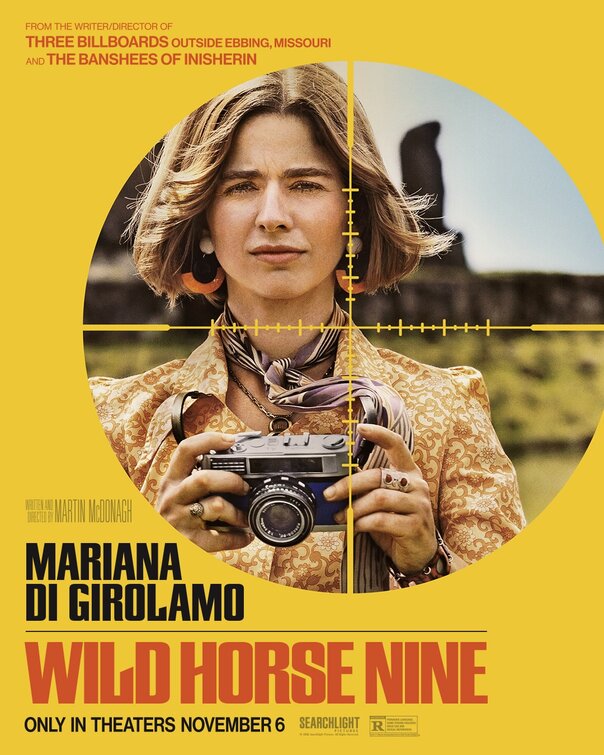 FROM THE WRITER/DIRECTOR OF
THREE BILLBOARDS OUTSIDE EBBING, MISSOURI
AND THE BANSHEES OF INISHERIN
WRITTEN AND
DIRECTED BY MARTIN McDONAGH
MARIANA
DI GIROLAMO
WILD HORSE NINE
ONLY IN THEATERS NOVEMBER 6
SEARCHLIGHT
PICTURES
R